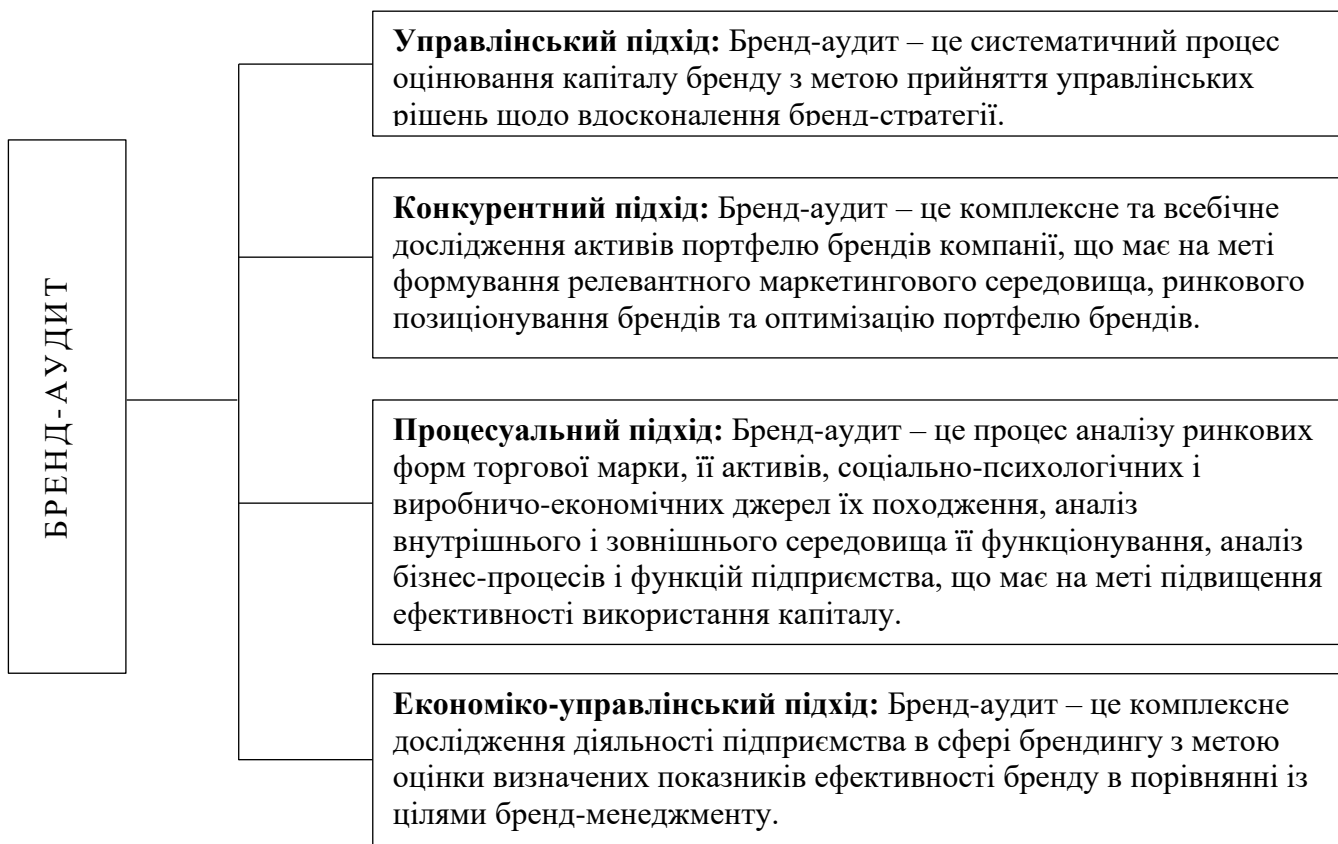 БРЕНД-АУДИТ
Управлінський підхід: Бренд-аудит – це систематичний процес
оцінювання капіталу бренду з метою прийняття управлінських
рішень щодо вдосконалення бренд-стратегії.
Конкурентний підхід: Бренд-аудит – це комплексне та всебічне
дослідження активів портфелю брендів компанії, що має на меті
формування релевантного маркетингового середовища, ринкового
позиціонування брендів та оптимізацію портфелю брендів.
Процесуальний підхід: Бренд-аудит – це процес аналізу ринкових
форм торгової марки, її активів, соціально-психологічних і
виробничо-економічних джерел їх походження, аналіз
внутрішнього і зовнішнього середовища її функціонування, аналіз
бізнес-процесів і функцій підприємства, що має на меті підвищення
ефективності використання капіталу.
Економіко-управлінський підхід: Бренд-аудит – це комплексне
дослідження діяльності підприємства в сфері брендингу з метою
оцінки визначених показників ефективності бренду в порівнянні із
цілями бренд-менеджменту.